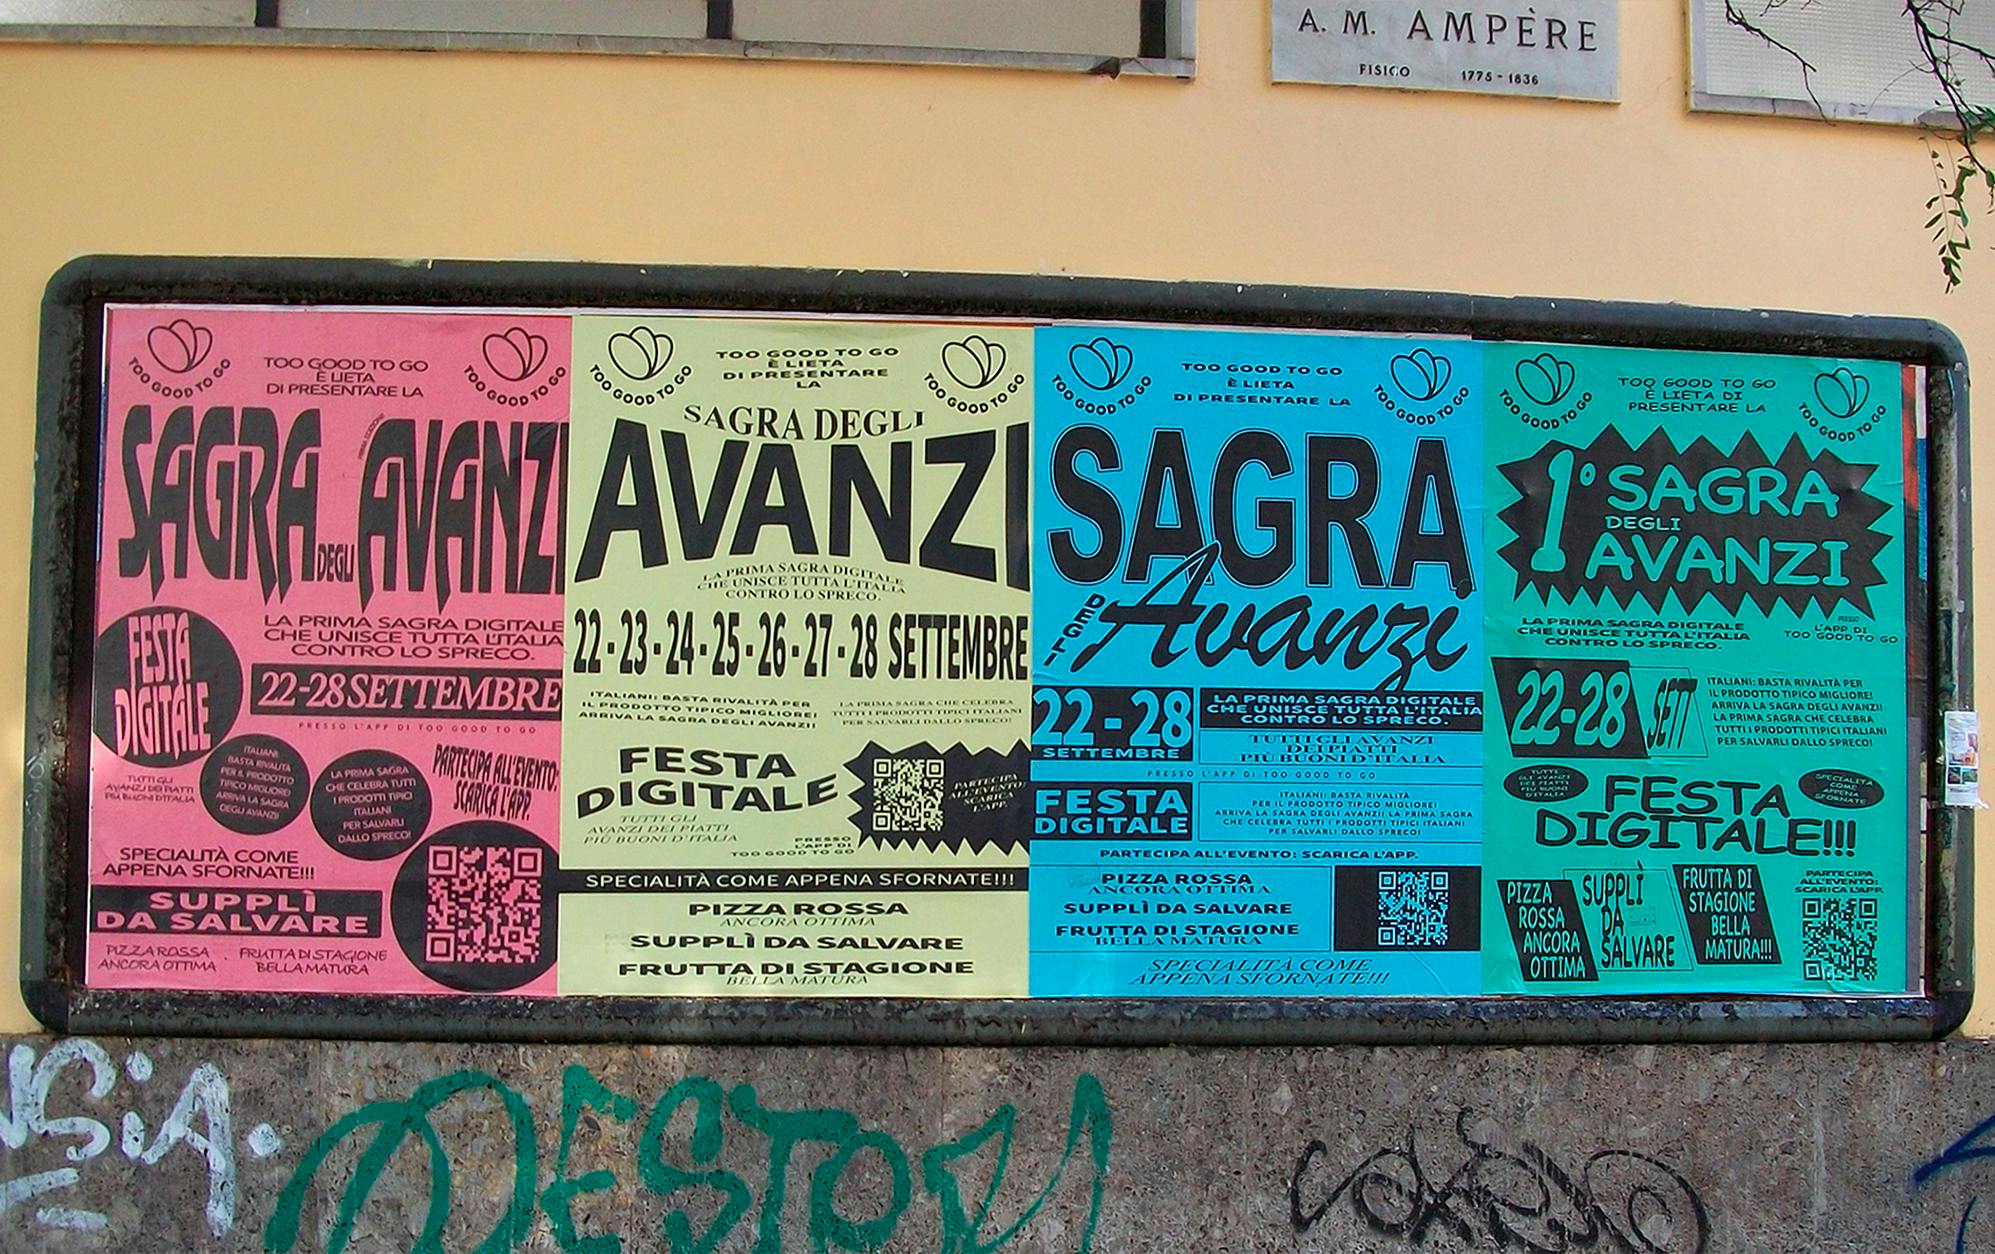 A. M. AMPÈRE
FISICO 1775 - 1836
TOO GOOD TO GO
TOO GOOD TO GO
TOO GOOD TO GO
È LIETA
DI PRESENTARE LA
SAGRA DEGLI AVANZI
FESTA
DIGITALE
LA PRIMA SAGRA DIGITALE
CHE UNISCE TUTTA L'ITALIA
CONTRO LO SPRECO.
22-28 SETTEMBRE
PRESSO L'APP DI TOO GOOD TO GO
TUTTI GLI
AVANZI DEI PIATTI
PIÙ BUONI D'ITALIA
ITALIANI:
BASTA RIVALITÀ
PER IL PRODOTTO
TIPICO MIGLIORE!
ARRIVA LA SAGRA
DEGLI AVANZI!
LA PRIMA SAGRA
CHE CELEBRA TUTTI
I PRODOTTI TIPICI
ITALIANI
PER SALVARLI
DALLO SPRECO!
PARTECIPA ALL'EVENTO:
SCARICA L'APP.
SPECIALITÀ COME
APPENA SFORNATE!!!
SUPPLÌ
DA SALVARE
PIZZA ROSSA
ANCORA OTTIMA
FRUTTA DI STAGIONE
BELLA MATURA
TOO GOOD TO GO
TOO GOOD TO GO
TOO GOOD TO GO
È LIETA
DI PRESENTARE
LA
SAGRA DEGLI
AVANZI
LA PRIMA SAGRA DIGITALE
CHE UNISCE TUTTA L'ITALIA
CONTRO LO SPRECO.
22 - 23 - 24 - 25 - 26 - 27 - 28 SETTEMBRE
ITALIANI: BASTA RIVALITÀ PER
IL PRODOTTO TIPICO MIGLIORE!
ARRIVA LA SAGRA DEGLI AVANZI!
LA PRIMA SAGRA CHE CELEBRA
TUTTI I PRODOTTI TIPICI ITALIANI
PER SALVARLI DALLO SPRECO!
FESTA
DIGITALE
TUTTI GLI
AVANZI DEI PIATTI
PIÙ BUONI D'ITALIA
PRESSO
L'APP DI
TOO GOOD TO GO
PARTECIPA
ALL'EVENTO:
SCARICA
L'APP.
SPECIALITÀ COME APPENA SFORNATE!!!
PIZZA ROSSA
ANCORA OTTIMA
SUPPLÌ DA SALVARE
FRUTTA DI STAGIONE
BELLA MATURA
TOO GOOD TO GO
TOO GOOD TO GO
TOO GOOD TO GO
È LIETA
DI PRESENTARE LA
SAGRA
DEGLI
Avanzi
22-28
SETTEMBRE
LA PRIMA SAGRA DIGITALE
CHE UNISCE TUTTA L'ITALIA
CONTRO LO SPRECO.
TUTTI GLI AVANZI
DEI PIATTI
PIÙ BUONI D'ITALIA
PRESSO L'APP DI TOO GOOD TO GO
FESTA
DIGITALE
ITALIANI: BASTA RIVALITÀ
PER IL PRODOTTO TIPICO MIGLIORE!
ARRIVA LA SAGRA DEGLI AVANZI! LA PRIMA SAGRA
CHE CELEBRA TUTTI I PRODOTTI TIPICI ITALIANI
PER SALVARLI DALLO SPRECO!
PARTECIPA ALL'EVENTO: SCARICA L'APP.
PIZZA ROSSA
ANCORA OTTIMA
SUPPLÌ DA SALVARE
FRUTTA DI STAGIONE
BELLA MATURA
SPECIALITÀ COME
APPENA SFORNATE!!!
TOO GOOD TO GO
TOO GOOD TO GO
TOO GOOD TO GO
È LIETA DI
PRESENTARE LA
1° SAGRA
DEGLI
AVANZI
LA PRIMA SAGRA DIGITALE
CHE UNISCE TUTTA L'ITALIA
CONTRO LO SPRECO.
PRESSO
L'APP DI
TOO GOOD TO GO
22-28 SETT
ITALIANI: BASTA RIVALITÀ PER
IL PRODOTTO TIPICO MIGLIORE!
ARRIVA LA SAGRA DEGLI AVANZI!
LA PRIMA SAGRA CHE CELEBRA
TUTTI I PRODOTTI TIPICI ITALIANI
PER SALVARLI DALLO SPRECO!
TUTTI
GLI AVANZI
DEI PIATTI
PIÙ BUONI
D'ITALIA
SPECIALITÀ
COME
APPENA
SFORNATE
FESTA
DIGITALE!!!
PIZZA
ROSSA
ANCORA
OTTIMA
SUPPLÌ
DA
SALVARE
FRUTTA DI
STAGIONE
BELLA
MATURA!!!
PARTECIPA
ALL'EVENTO:
SCARICA L'APP.